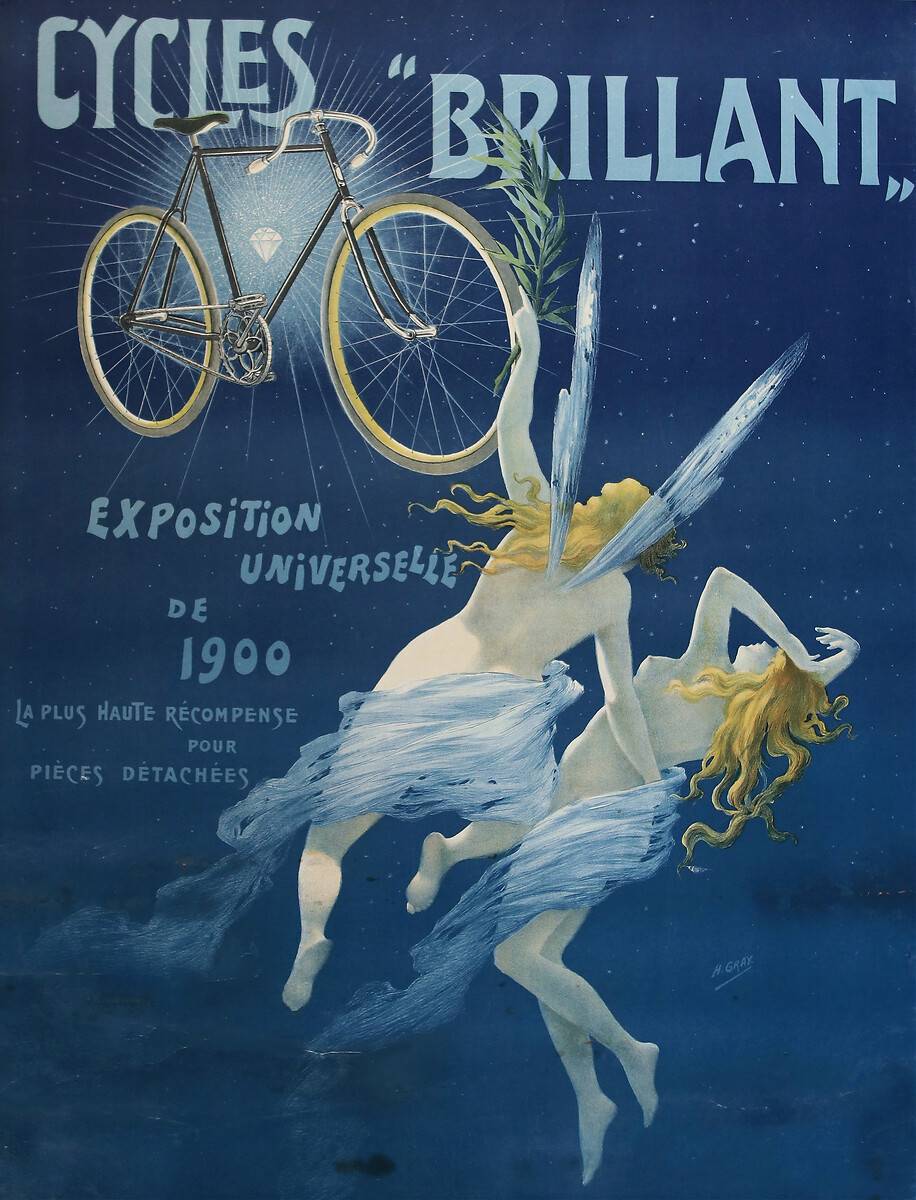 CYCLES “BRILLANT„
EXPOSITION
UNIVERSELLE
DE
1900
LA PLUS HAUTE RÉCOMPENSE
POUR
PIÈCES DÉTACHÉES
H. GRAY